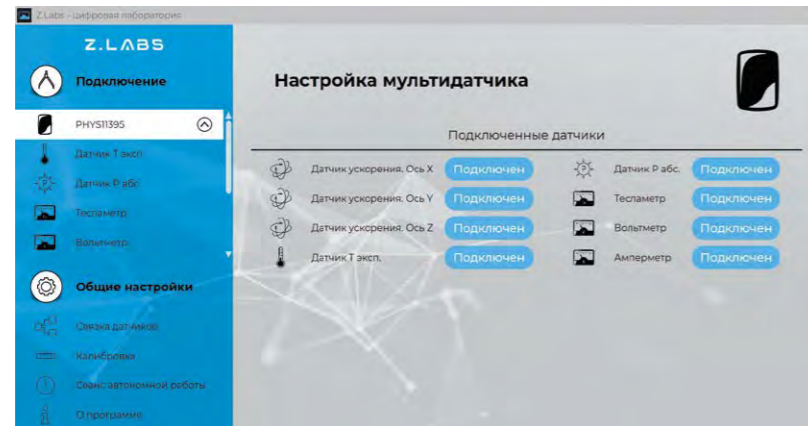 Z.Labs - цифровая лаборатория
Z.LABS
Подключение
PHYS11395
Датчик Т эксп
Датчик Р абс
Тесламетр
Вольтметр
Общие настройки
Связка датчиков
Калибровка
Сеанс автономной работы
О программе
Настройка мультидатчика
Подключенные датчики
Датчик ускорения. Ось X Подключен
Датчик Р абс. Подключен
Датчик ускорения. Ось Y Подключен
Тесламетр Подключен
Датчик ускорения. Ось Z Подключен
Вольтметр Подключен
Датчик Т эксп. Подключен
Амперметр Подключен